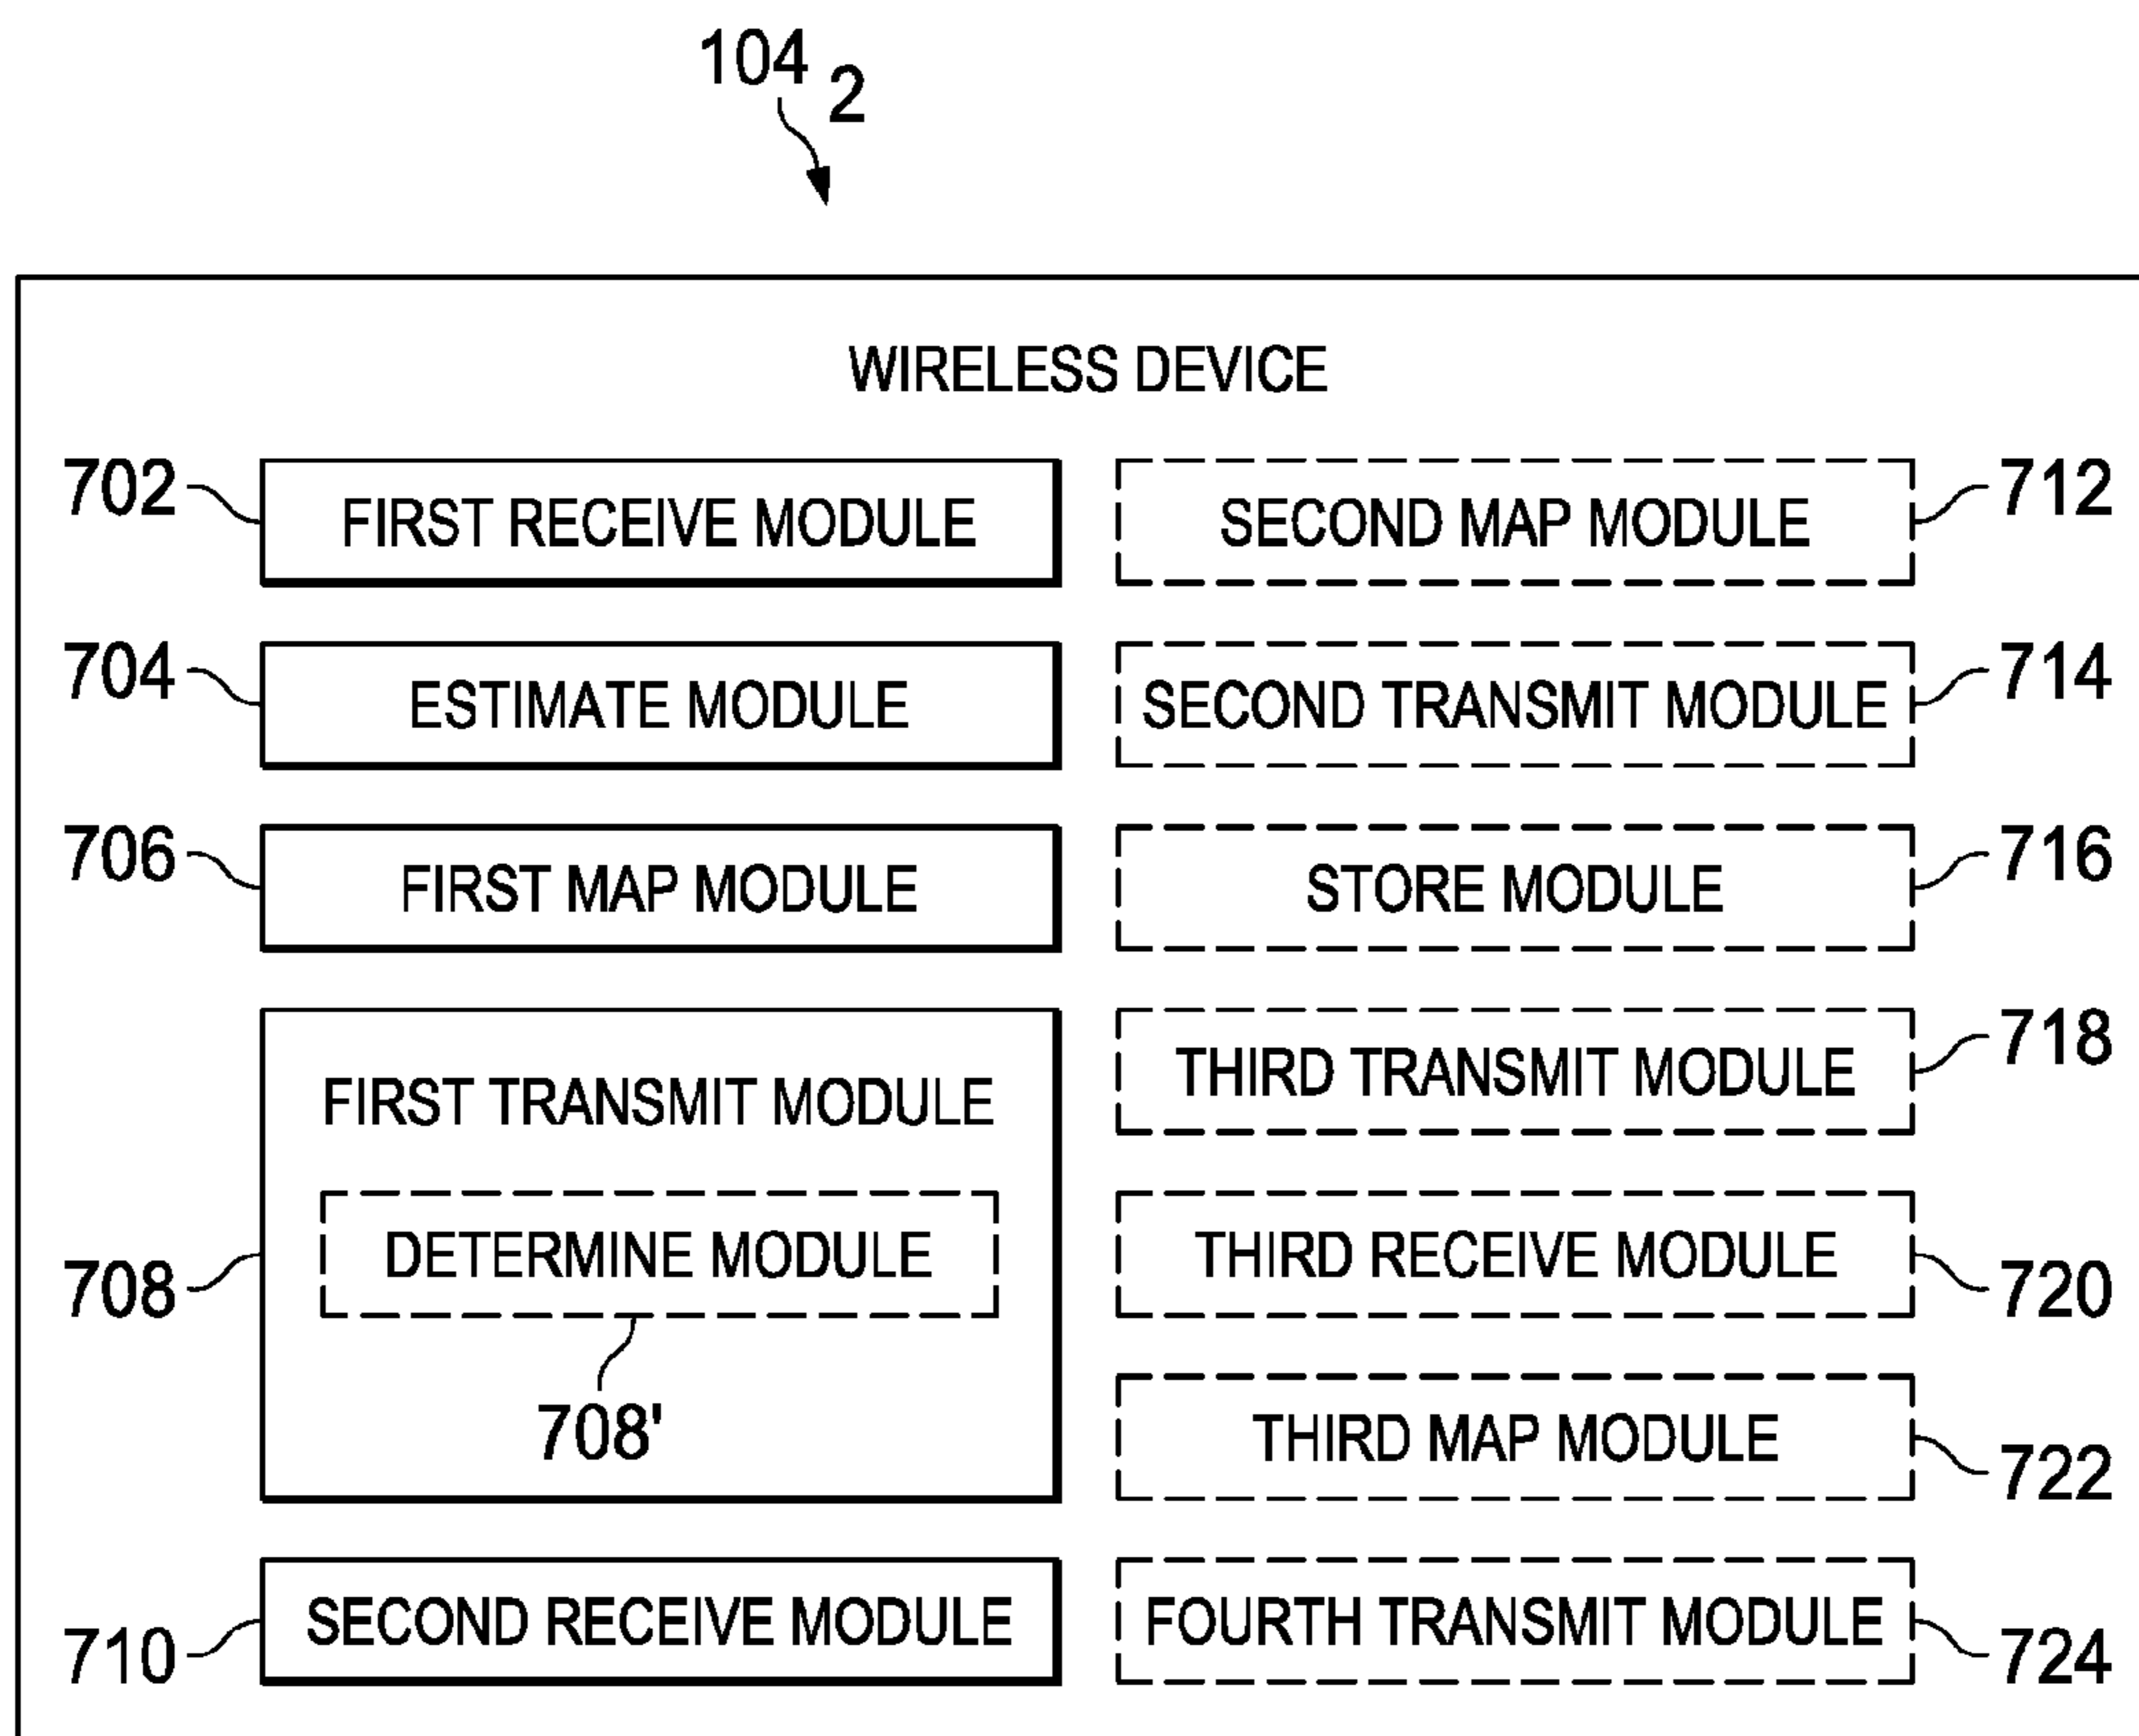 104 2
WIRELESS DEVICE
702 FIRST RECEIVE MODULE
SECOND MAP MODULE 712
704 ESTIMATE MODULE
SECOND TRANSMIT MODULE 714
706 FIRST MAP MODULE
STORE MODULE 716
FIRST TRANSMIT MODULE
THIRD TRANSMIT MODULE 718
708 DETERMINE MODULE
708'
THIRD RECEIVE MODULE 720
THIRD MAP MODULE 722
710 SECOND RECEIVE MODULE
FOURTH TRANSMIT MODULE 724